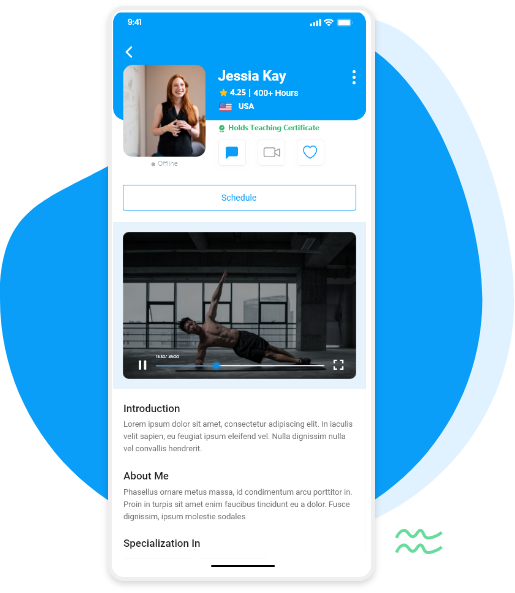 9:41
Jessia Kay
4.25 | 400+ Hours
USA
Holds Teaching Certificate
Offline
Schedule
Introduction
Lorem ipsum dolor sit amet, consectetur adipiscing elit. In iaculis
velit sapien, eu feugiat ipsum eleifend vel. Nulla dignissim nulla
vel convallis hendrerit.
About Me
Phasellus ornare metus massa, id condimentum arcu porttitor in.
Proin in turpis sit amet enim faucibus tincidunt eu a dolor. Fusce
dignissim, ipsum molestie sodales
Specialization In